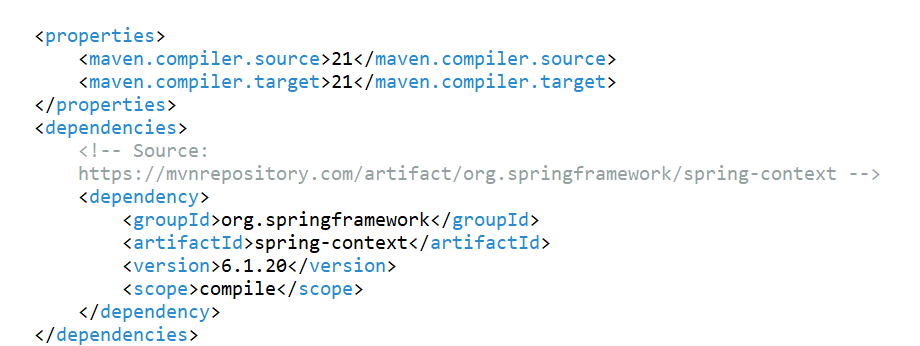 <properties>
    <maven.compiler.source>21</maven.compiler.source>
    <maven.compiler.target>21</maven.compiler.target>
</properties>
<dependencies>
    <!-- Source:
    https://mvnrepository.com/artifact/org.springframework/spring-context -->
    <dependency>
        <groupId>org.springframework</groupId>
        <artifactId>spring-context</artifactId>
        <version>6.1.20</version>
        <scope>compile</scope>
    </dependency>
</dependencies>